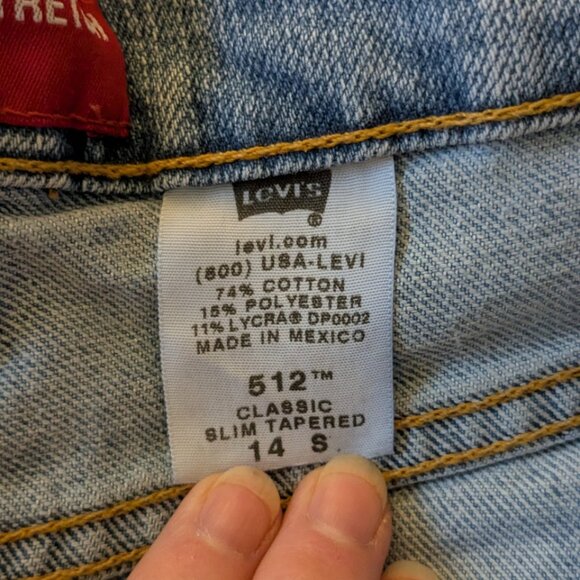 STRETCH
LEVI'S
®
levi.com
(800) USA-LEVI
74% COTTON
15% POLYESTER
11% LYCRA® DP0002
MADE IN MEXICO
512™
CLASSIC
SLIM TAPERED
14 S